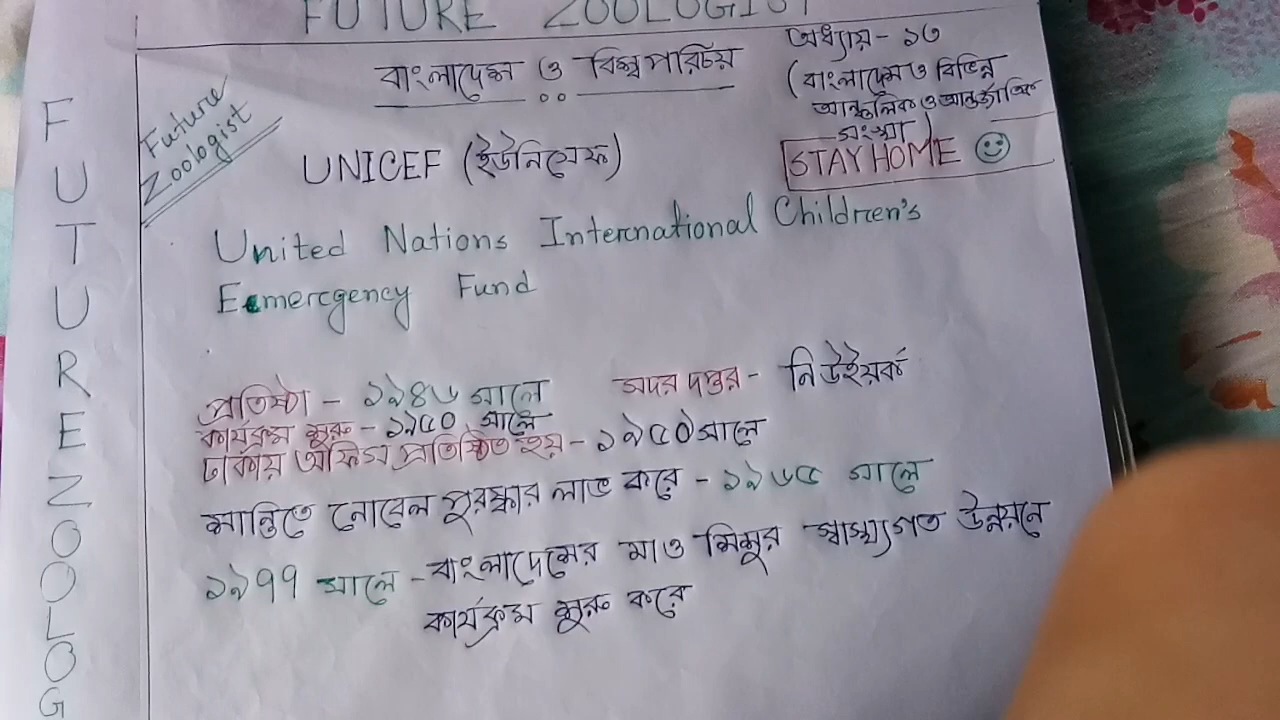 FUTURE ZOOLOGIST
বাংলাদেশ ও বিশ্বপরিচয়
অধ্যায় - ১৩
(বাংলাদেশ ও বিভিন্ন
আঞ্চলিক ও আন্তর্জাতিক
সংস্থা)
Future
Zoologist
STAY HOME
UNICEF (ইউনিসেফ)
United Nations International Children's
Emergency Fund
প্রতিষ্ঠা - ১৯৪৬ সালে সদর দপ্তর - নিউইয়র্ক
কার্যক্রম শুরু - ১৯৫০ সালে
ঢাকায় অফিস প্রতিষ্ঠিত হয় - ১৯৫০ সালে
শান্তিতে নোবেল পুরস্কার লাভ করে - ১৯৬৫ সালে
১৯৭৭ সালে - বাংলাদেশের মা ও শিশুর স্বাস্থ্যগত উন্নয়নে
কার্যক্রম শুরু করে
FUTURE ZOOLOG